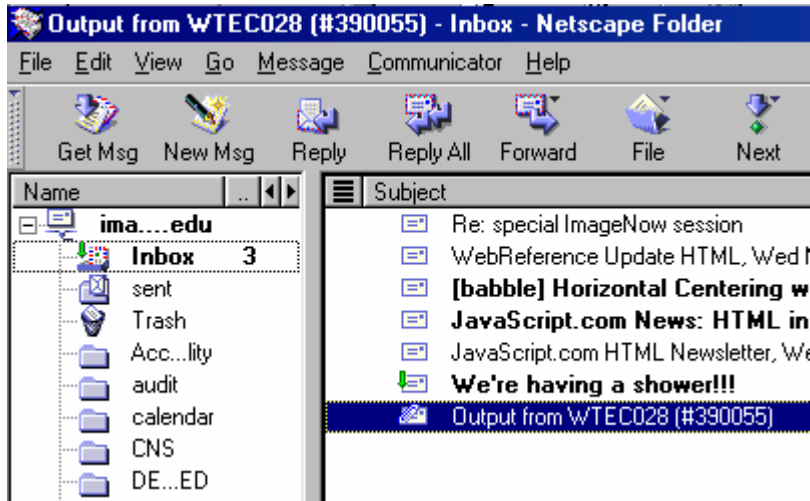 Output from WTEC028 (#390055) - Inbox - Netscape Folder
File Edit View Go Message Communicator Help
Get Msg New Msg Reply Reply All Forward File Next
Name .. Subject
ima....edu
Inbox 3
sent
Trash
Acc...lity
audit
calendar
CNS
DE...ED
Re: special ImageNow session
WebReference Update HTML, Wed
[babble] Horizontal Centering
JavaScript.com News: HTML in
JavaScript.com HTML Newsletter,
We're having a shower!!!
Output from WTEC028 (#390055)